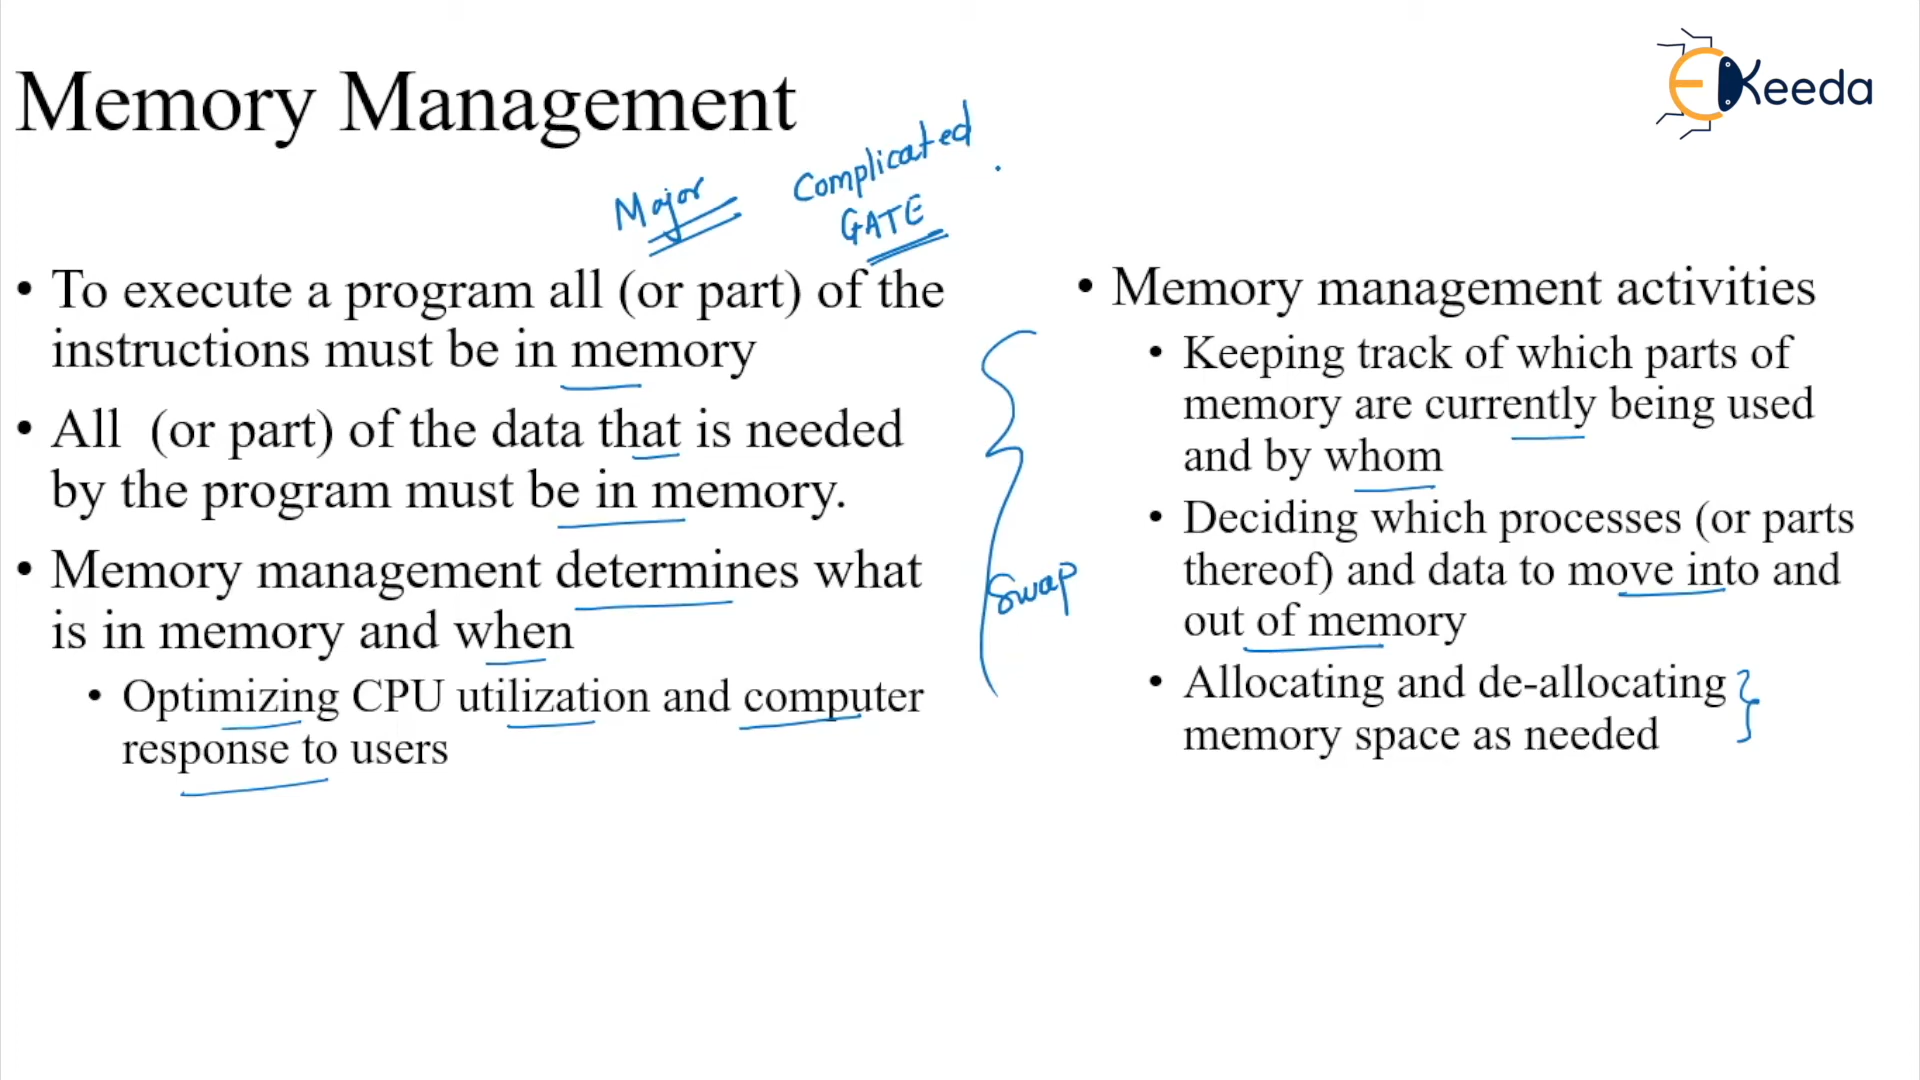 EKeeda
Memory Management
Major
Complicated
GATE
• To execute a program all (or part) of the
instructions must be in memory
• All (or part) of the data that is needed
by the program must be in memory.
• Memory management determines what
is in memory and when
• Optimizing CPU utilization and computer
response to users
Swap
• Memory management activities
• Keeping track of which parts of
memory are currently being used
and by whom
• Deciding which processes (or parts
thereof) and data to move into and
out of memory
• Allocating and de-allocating
memory space as needed